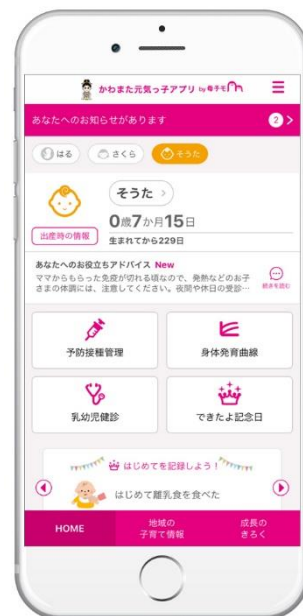 かわまた元気っ子アプリ by 母子モ
あなたへのお知らせがあります 2
はる さくら そうた
そうた
0歳7か月15日
出産時の情報
生まれてから229日
あなたへのお役立ちアドバイス New
ママからもらった免疫が切れる頃なので、発熱などのお子
さまの体調には、注意してください。夜間や休日の受診…
続きを読む
予防接種管理 身体発育曲線
乳幼児健診 できたよ記念日
はじめてを記録しよう!
はじめて離乳食を食べた
HOME
地域の
子育て情報
成長の
きろく